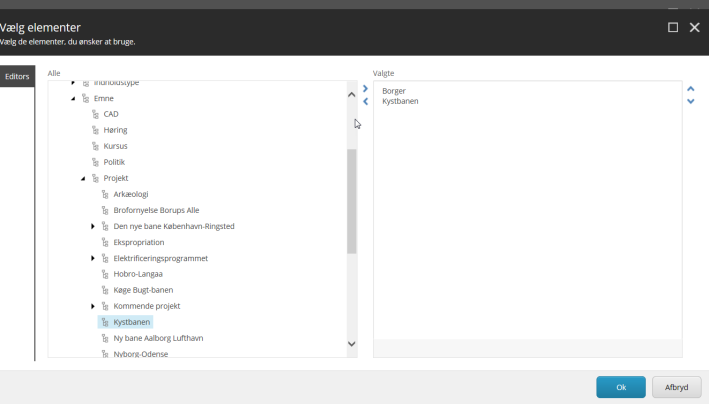 Vælg elementer
Vælg de elementer, du ønsker at bruge.
Editors
Alle
Indholdstype
Emne
CAD
Høring
Kursus
Politik
Projekt
Arkæologi
Brofornyelse Borups Alle
Den nye bane København-Ringsted
Ekspropriation
Elektrificeringsprogrammet
Hobro-Langaa
Køge Bugt-banen
Kommende projekt
Kystbanen
Ny bane Aalborg Lufthavn
Nyborg-Odense
Valgte
Borger
Kystbanen
Ok
Afbryd